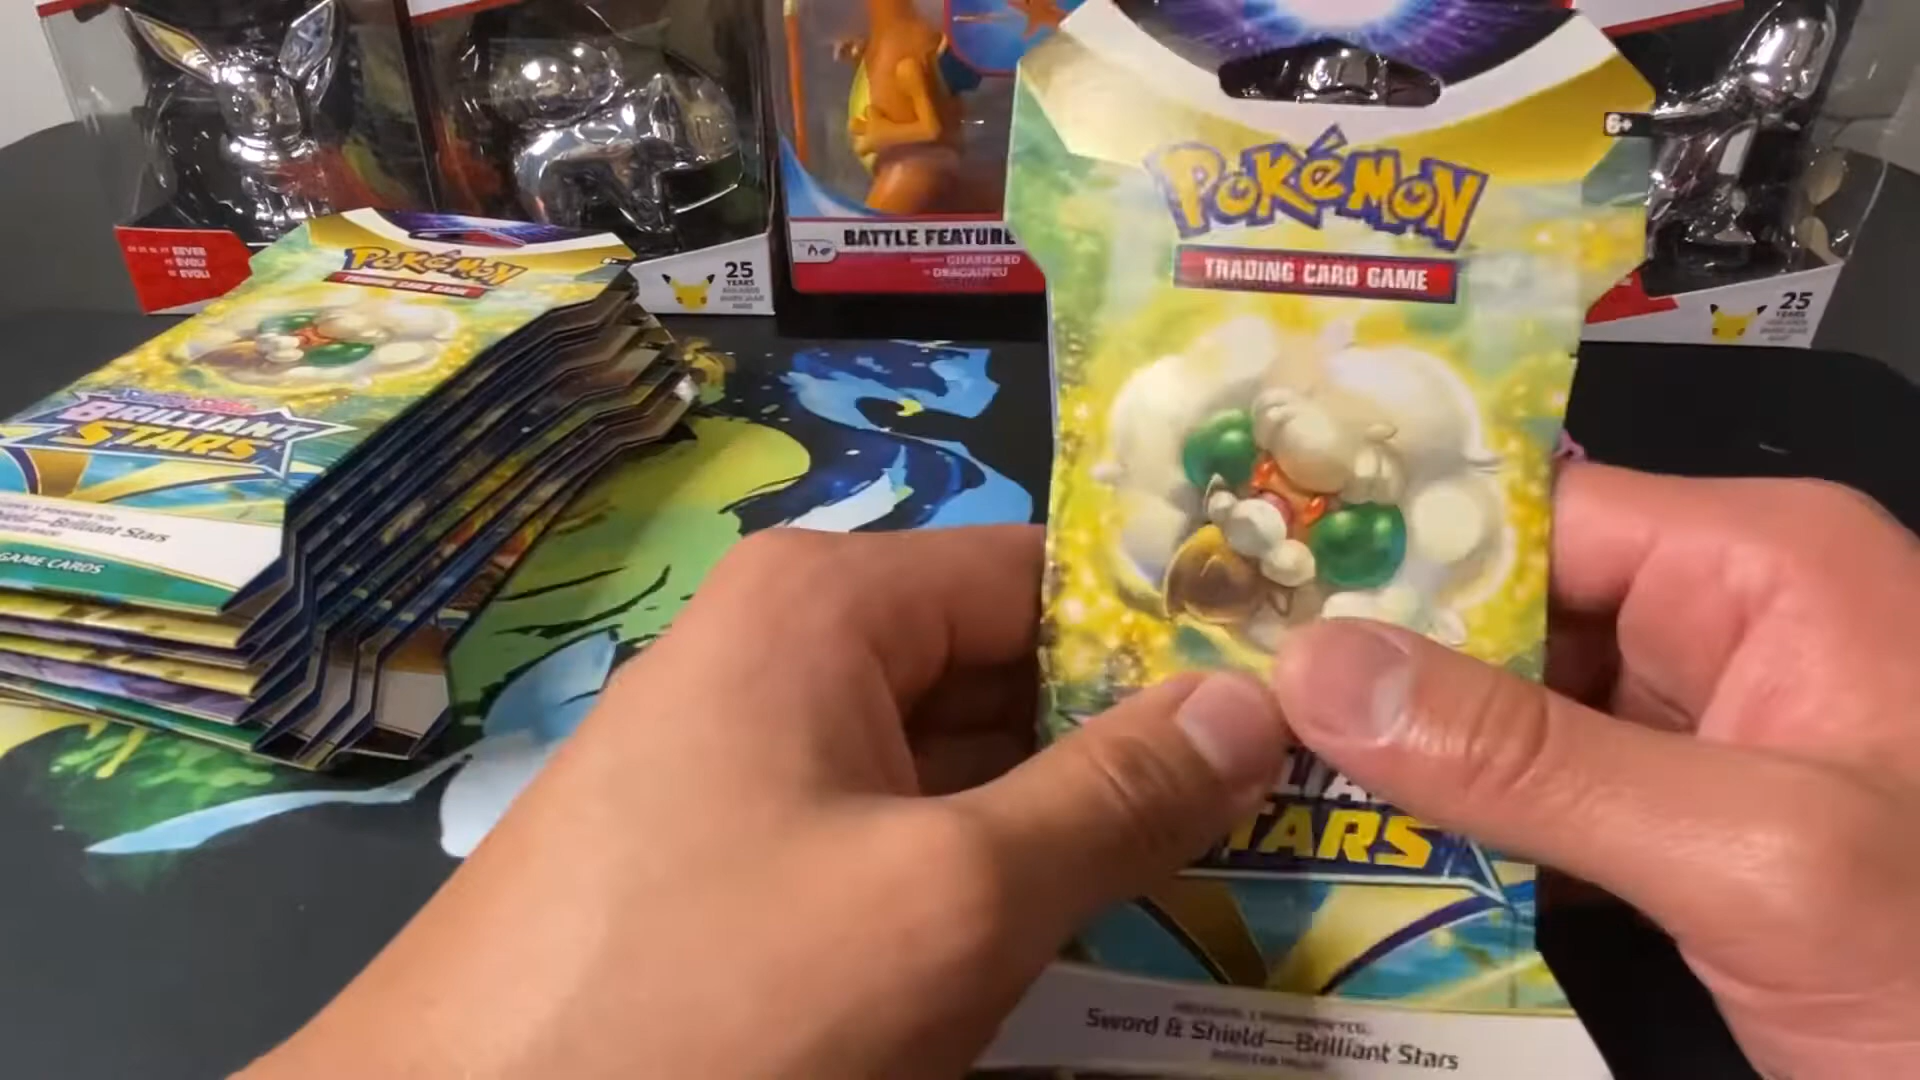 EEVEE
EVOLI
EVOLI
25
YEARS
BATTLE FEATURE
CHARIZARD
DRACAUFEU
6+
25
YEARS
POKéMON
TRADING CARD GAME
POKéMON
TRADING CARD GAME
BRILLIANT
STARS
Brilliant Stars
GAME CARDS
TARS
Sword & Shield—Brilliant Stars